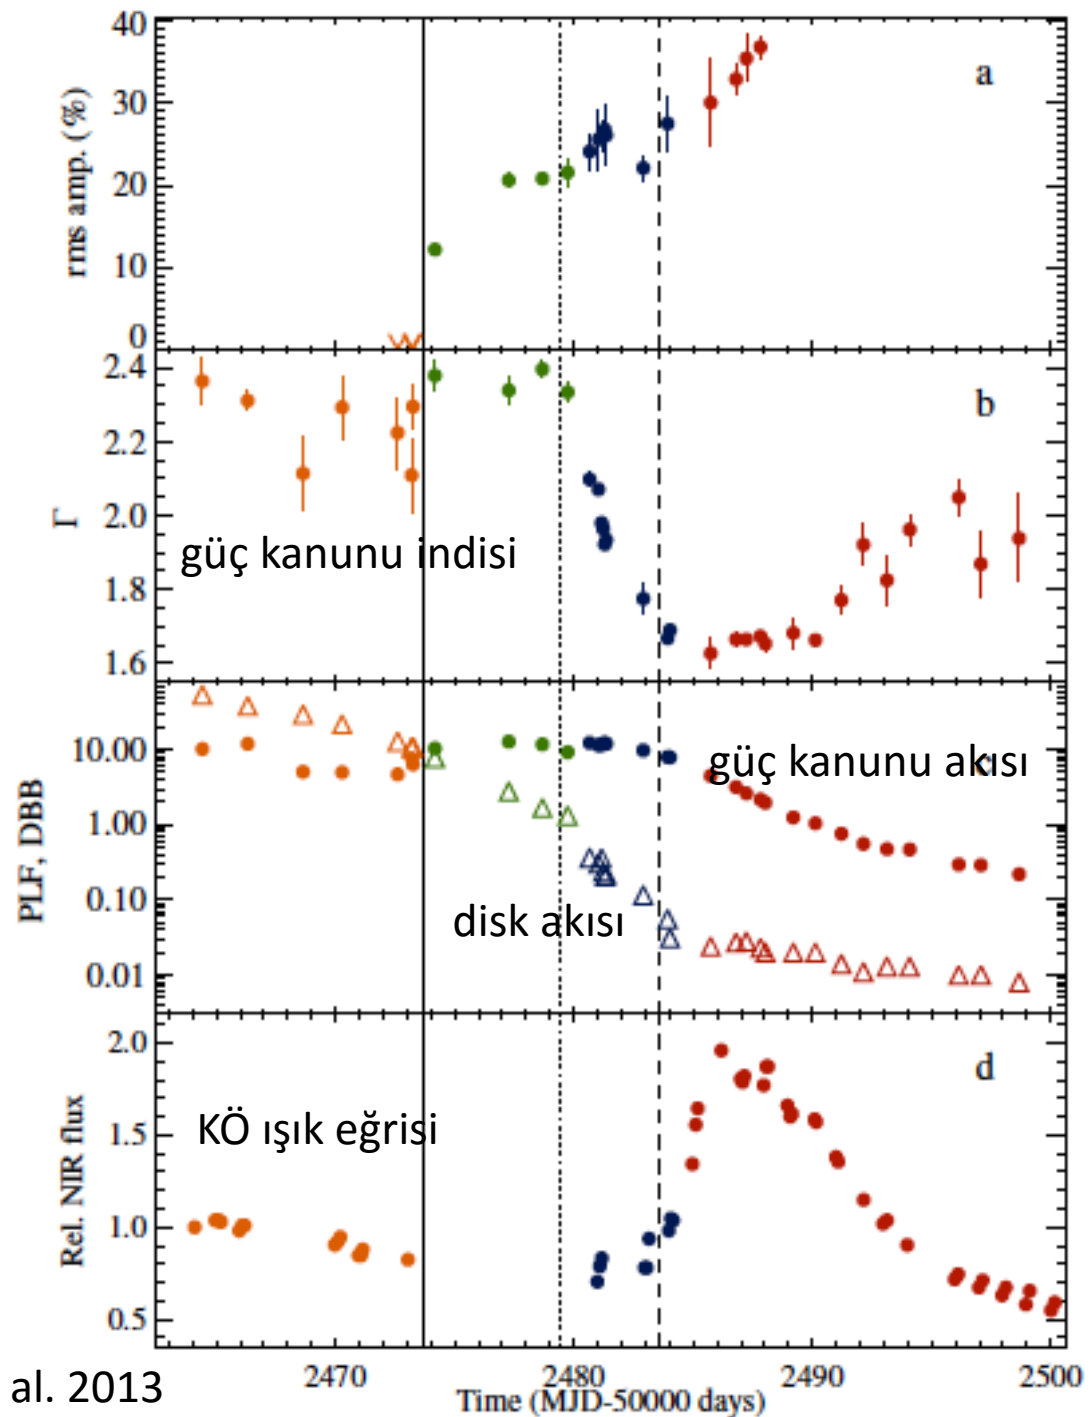 40
30
20
10
0
rms amp. (%)
a
2.4
2.2
2.0
1.8
1.6
Γ
b
güç kanunu indisi
10.00
1.00
0.10
0.01
PLF, DBB
güç kanunu akısı
disk akısı
2.0
1.5
1.0
0.5
Rel. NIR flux
d
KÖ ışık eğrisi
2470
2480
2490
2500
Time (MJD-50000 days)
al. 2013